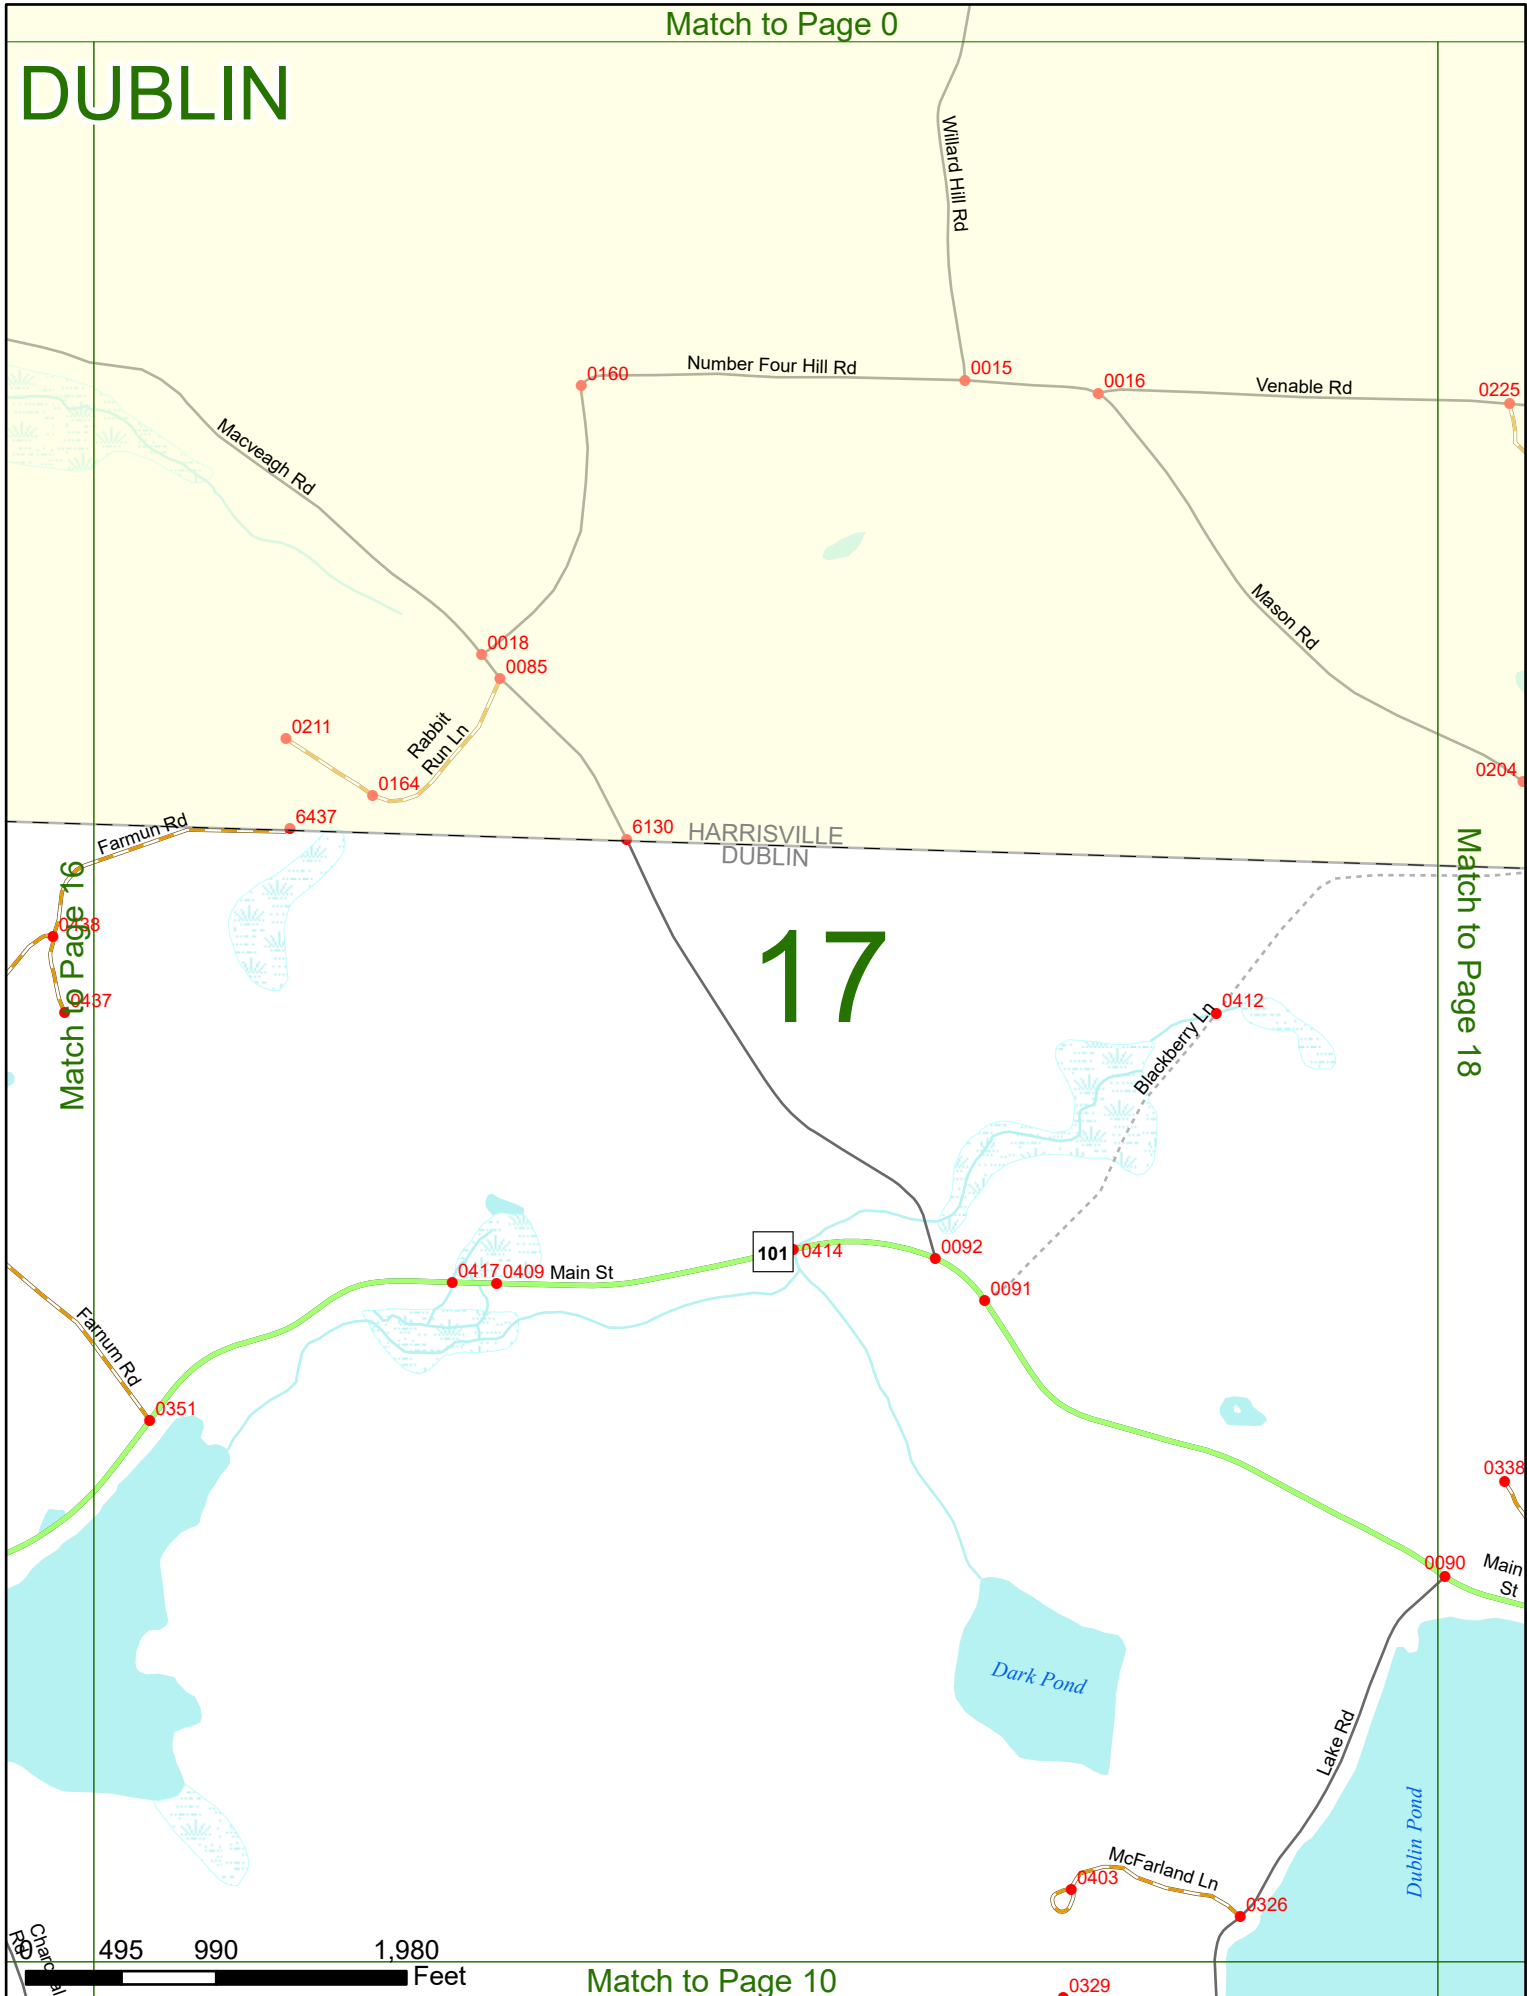 Match to Page 0
DUBLIN
Willard Hill Rd
0160
Number Four Hill Rd
0015
0016
Venable Rd
0225
Macveagh Rd
Mason Rd
0018
0085
0211
Rabbit
Run Ln
0164
0204
Farmun Rd
6437
6130
HARRISVILLE
DUBLIN
Match to Page 16
0438
0437
17
Match to Page 18
0412
Blackberry Ln
101
0414
0092
0417
0409
Main St
0091
Farnum Rd
0351
0338
0090
Main
St
Dark Pond
Lake Rd
Dublin Pond
McFarland Ln
0403
0326
Charcoal
Rd
0
495
990
1,980
Feet
Match to Page 10
0329